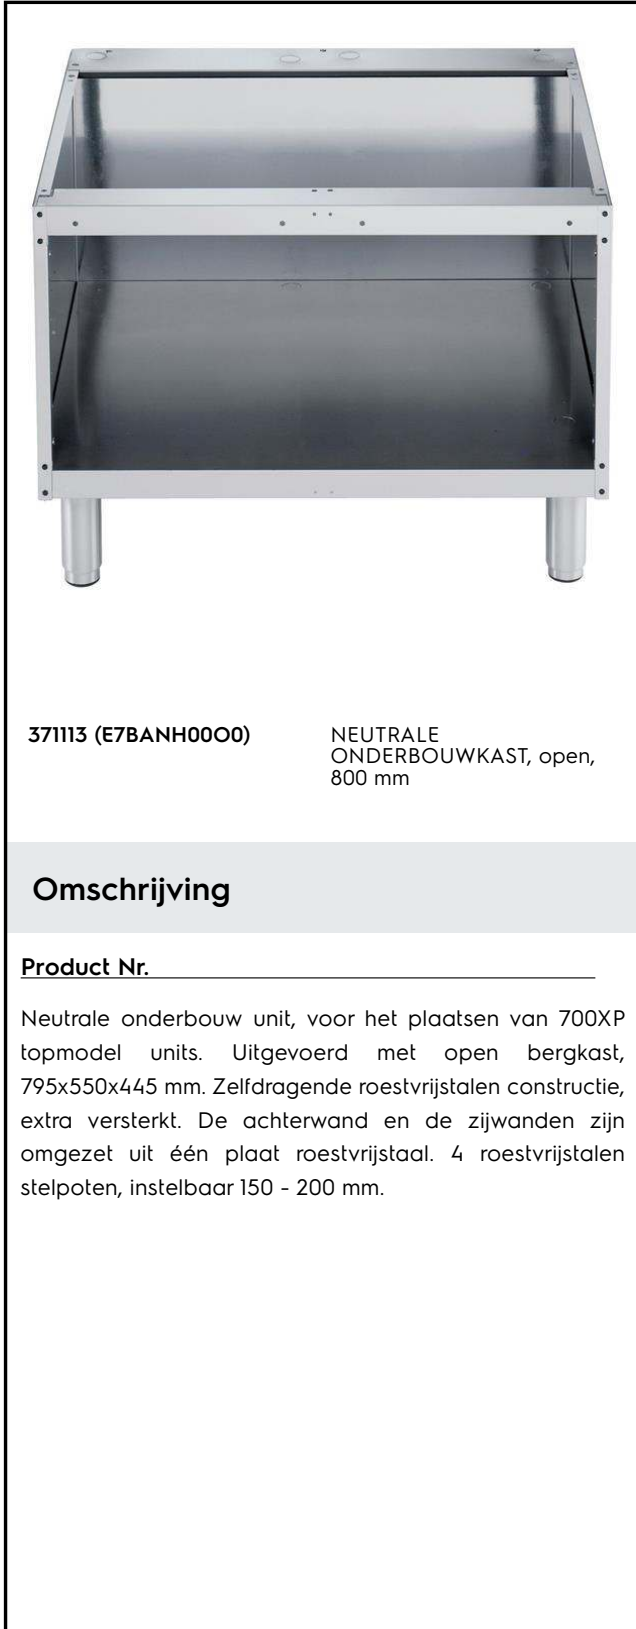 371113 (E7BANH00O0)
NEUTRALE
ONDERBOUWKAST, open,
800 mm
Omschrijving
Product Nr.
Neutrale onderbouw unit, voor het plaatsen van 700XP
topmodel units. Uitgevoerd met open bergkast,
795x550x445 mm. Zelfdragende roestvrijstalen constructie,
extra versterkt. De achterwand en de zijwanden zijn
omgezet uit één plaat roestvrijstaal. 4 roestvrijstalen
stelpoten, instelbaar 150 - 200 mm.